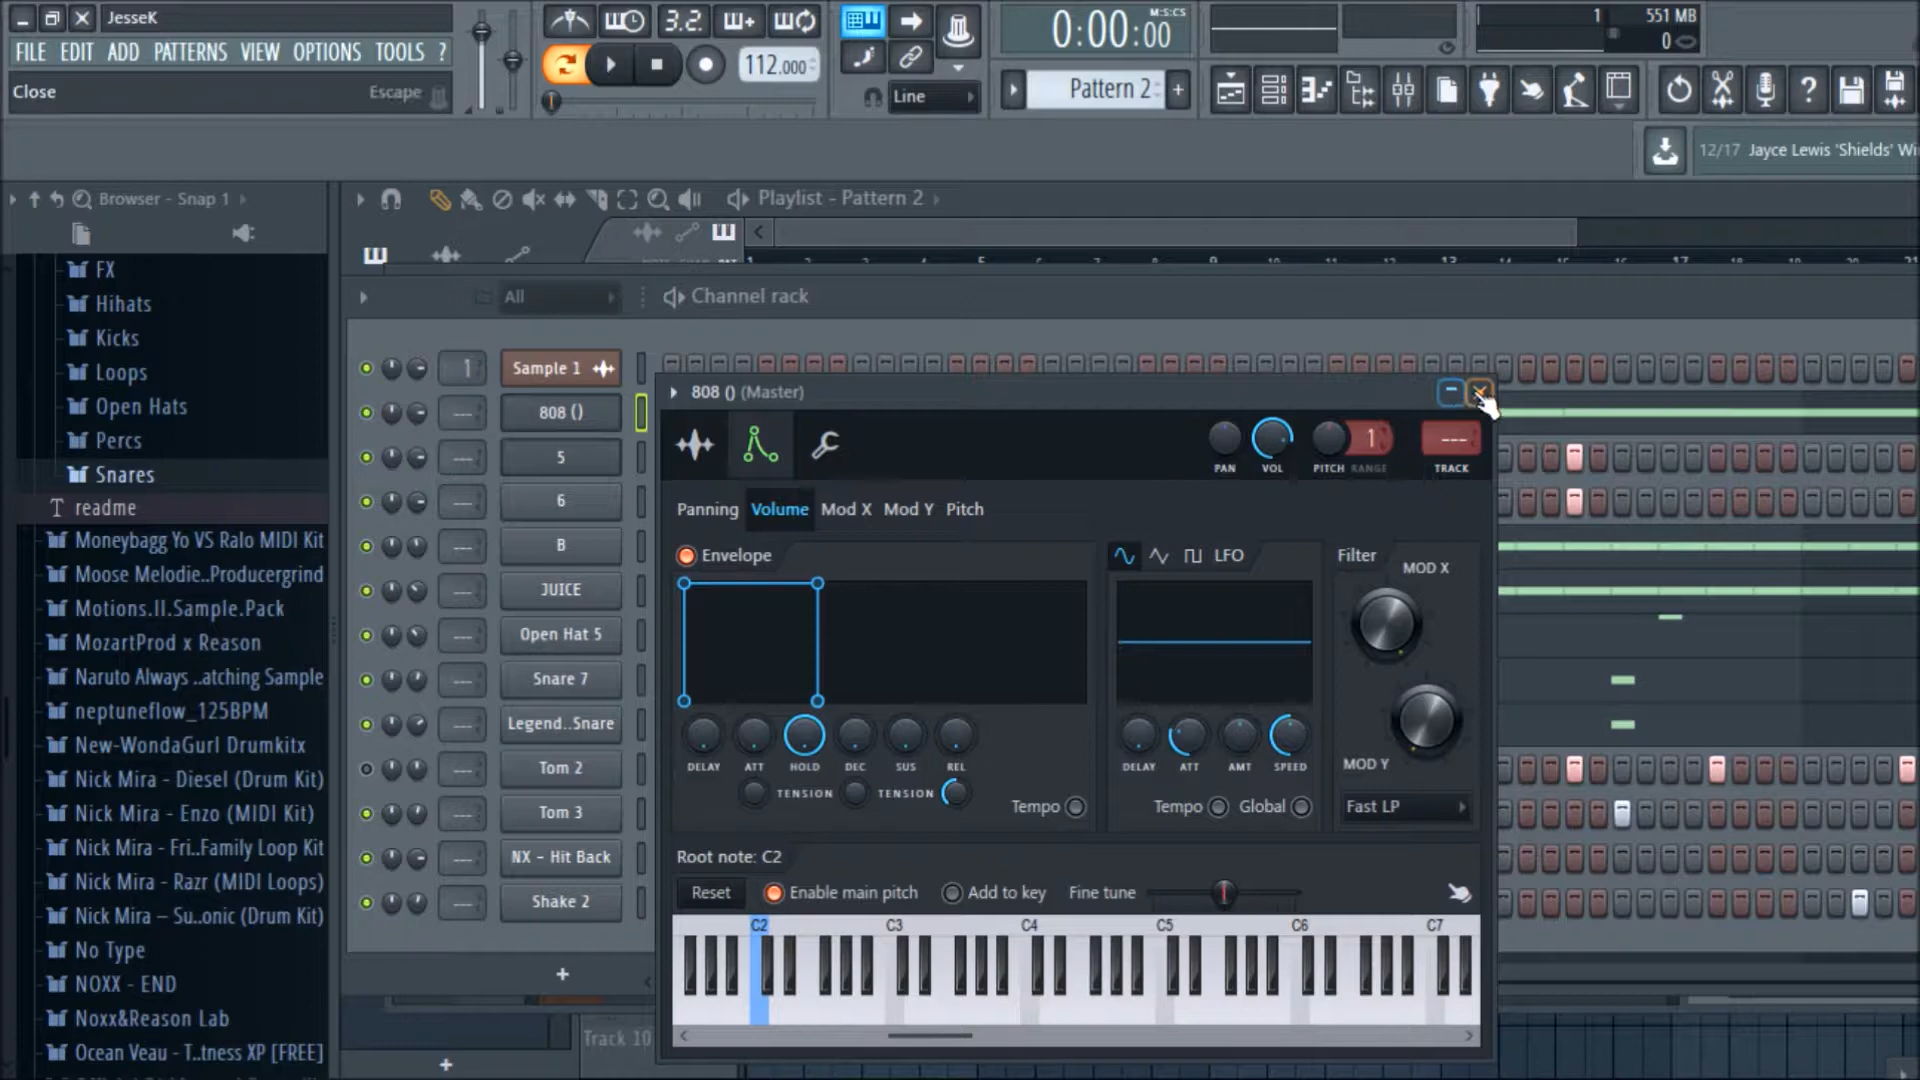 JesseK
FILE EDIT ADD PATTERNS VIEW OPTIONS TOOLS ?
Close Escape
3.2.
112.000
Line
0:00:00
M:S:CS
Pattern 2
1
551 MB
0
12/17 Jayce Lewis 'Shields' Wi
Browser - Snap 1
FX
Hihats
Kicks
Loops
Open Hats
Percs
Snares
readme
Moneybagg Yo VS Ralo MIDI Kit
Moose Melodie..Producergrind
Motions.II.Sample.Pack
MozartProd x Reason
Naruto Always ..atching Sample
neptuneflow_125BPM
New-WondaGurl Drumkitx
Nick Mira - Diesel (Drum Kit)
Nick Mira - Enzo (MIDI Kit)
Nick Mira - Fri..Family Loop Kit
Nick Mira - Razr (MIDI Loops)
Nick Mira – Su..onic (Drum Kit)
No Type
NOXX - END
Noxx&Reason Lab
Ocean Veau - T..tness XP [FREE]
Playlist - Pattern 2
All
Channel rack
1 Sample 1
--- 808 ()
--- 5
--- 6
--- B
--- JUICE
--- Open Hat 5
--- Snare 7
--- Legend..Snare
--- Tom 2
--- Tom 3
--- NX – Hit Back
--- Shake 2
Track 10
808 () (Master)
PAN VOL PITCH RANGE TRACK
1 ---
Panning Volume Mod X Mod Y Pitch
Envelope
LFO
Filter
MOD X
DELAY ATT HOLD DEC SUS REL
TENSION TENSION
Tempo
DELAY ATT AMT SPEED
Tempo Global
MOD Y
Fast LP
Root note: C2
Reset Enable main pitch Add to key Fine tune
C2 C3 C4 C5 C6 C7